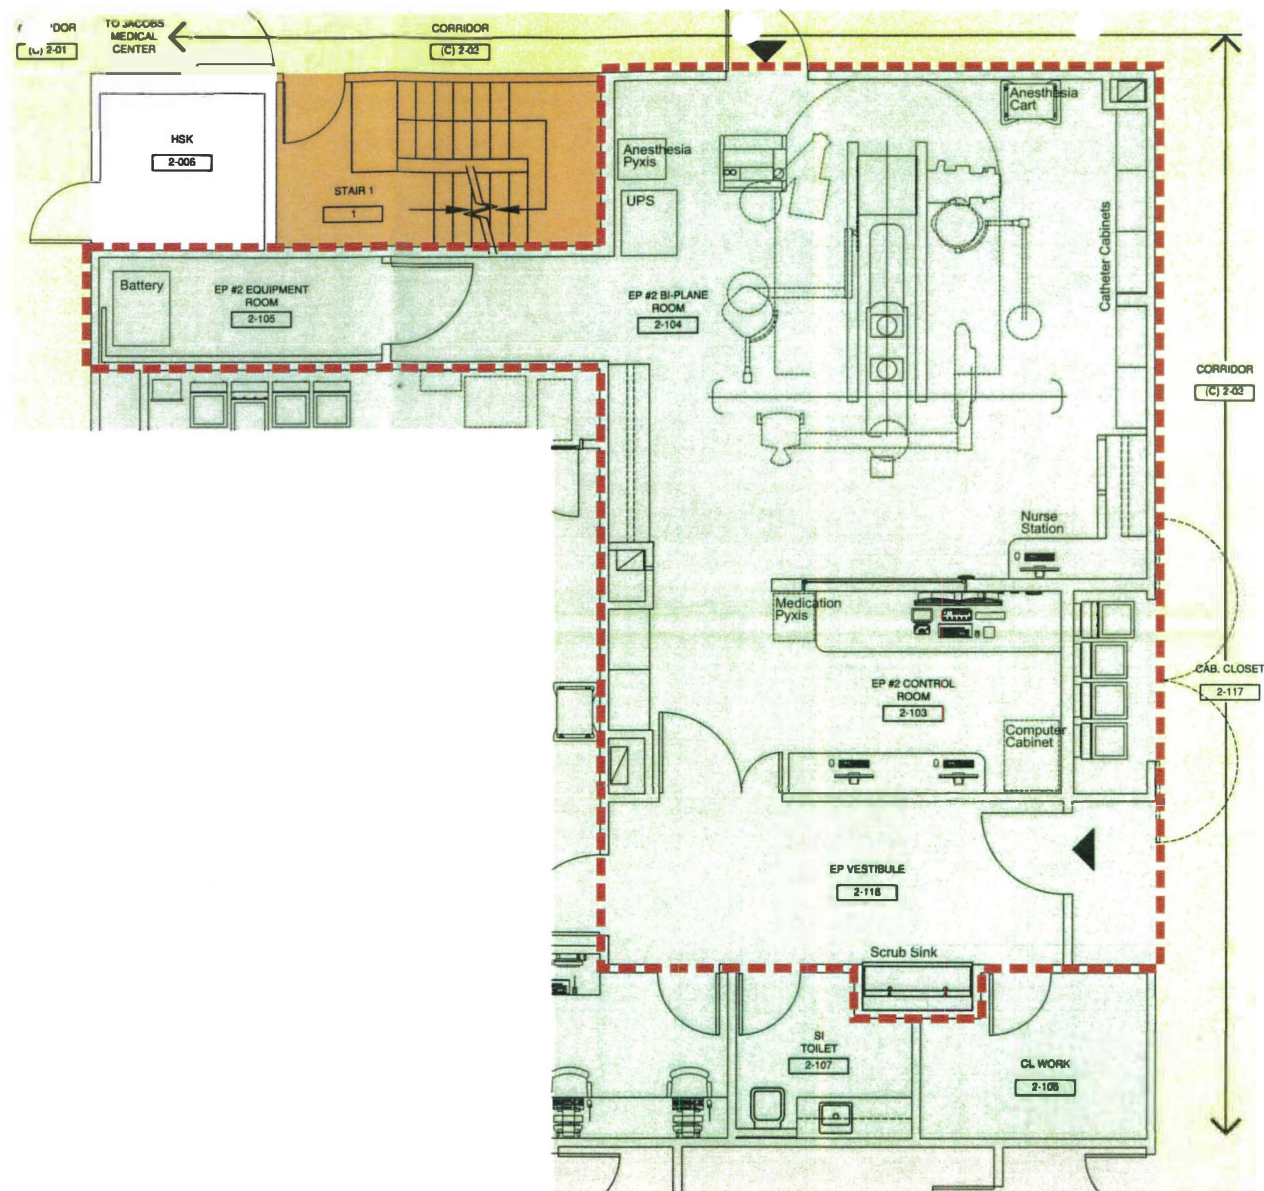 DOR
2-01
TO JACOBS
MEDICAL
CENTER
CORRIDOR
(C) 2-02
HSK
2-006
STAIR 1
1
Anesthesia
Pyxis
UPS
Anesthesia
Cart
Catheter Cabinets
Battery
EP #2 EQUIPMENT
ROOM
2-105
EP #2 BI-PLANE
ROOM
2-104
CORRIDOR
(C) 2-02
Nurse
Station
Medication
Pyxis
EP #2 CONTROL
ROOM
2-103
CAB. CLOSET
2-117
Computer
Cabinet
EP VESTIBULE
Scrub Sink
SI
TOILET
2-107
CL WORK